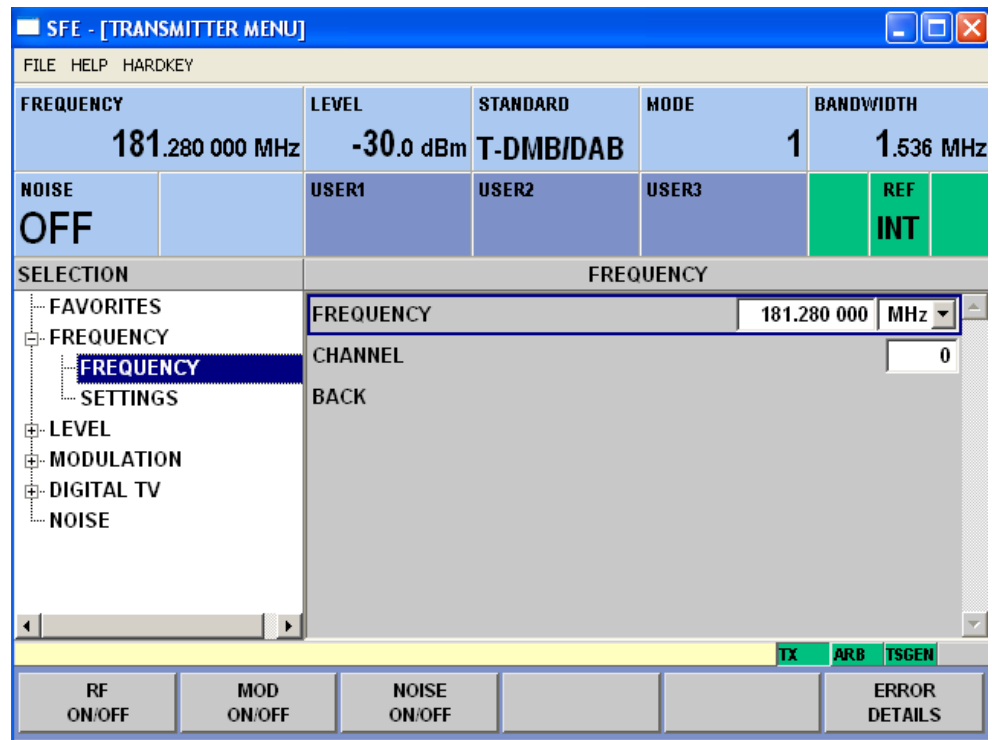 SFE - [TRANSMITTER MENU]
FILE HELP HARDKEY
FREQUENCY LEVEL STANDARD MODE BANDWIDTH
181.280 000 MHz -30.0 dBm T-DMB/DAB 1 1.536 MHz
NOISE USER1 USER2 USER3 REF
OFF INT
SELECTION FREQUENCY
FAVORITES
FREQUENCY
FREQUENCY
SETTINGS
LEVEL
MODULATION
DIGITAL TV
NOISE
FREQUENCY 181.280 000 MHz
CHANNEL 0
BACK
TX ARB TSGEN
RF ON/OFF
MOD ON/OFF
NOISE ON/OFF
ERROR DETAILS